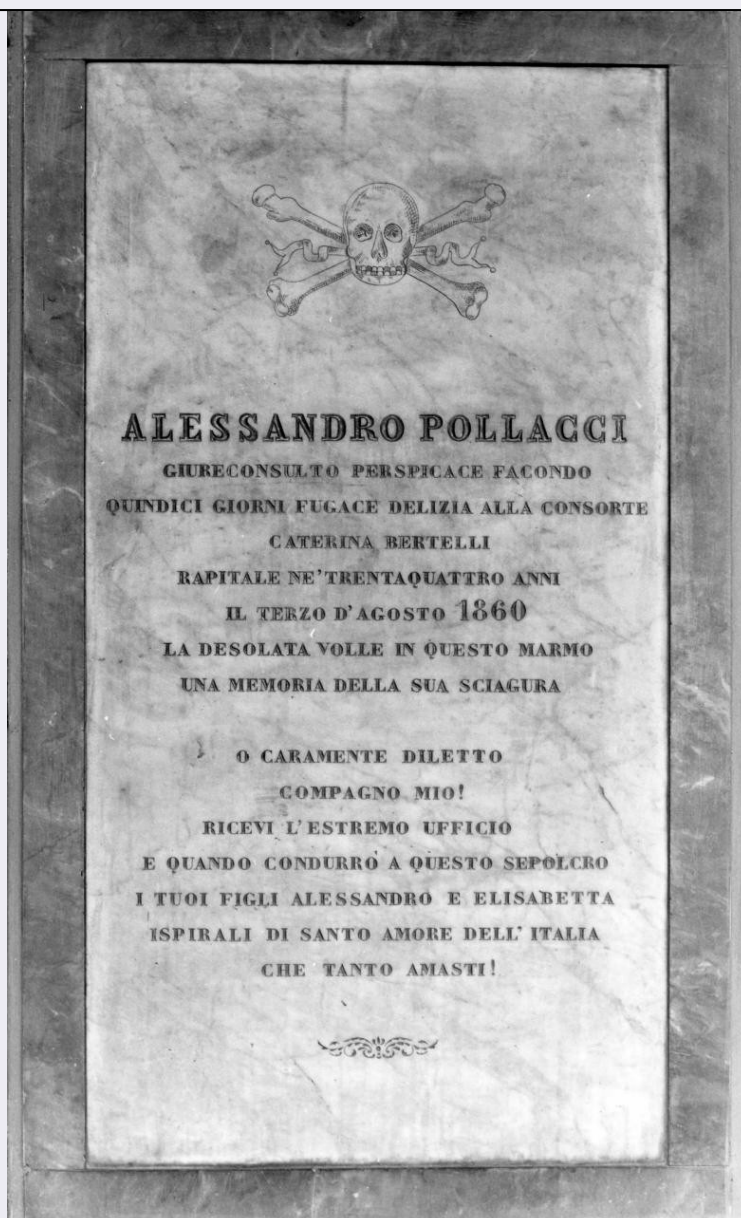 ALESSANDRO POLLACCI
GIURECONSULTO PERSPICACE FACONDO
QUINDICI GIORNI FUGACE DELIZIA ALLA CONSORTE
CATERINA BERTELLI
RAPITALE NE'TRENTAQUATTRO ANNI
IL TERZO D'AGOSTO 1860
LA DESOLATA VOLLE IN QUESTO MARMO
UNA MEMORIA DELLA SUA SCIAGURA
O CARAMENTE DILETTO
COMPAGNO MIO!
RICEVI L'ESTREMO UFFICIO
E QUANDO CONDURRO' A QUESTO SEPOLCRO
I TUOI FIGLI ALESSANDRO E ELISABETTA
ISPIRALI DI SANTO AMORE DELL'ITALIA
CHE TANTO AMASTI!